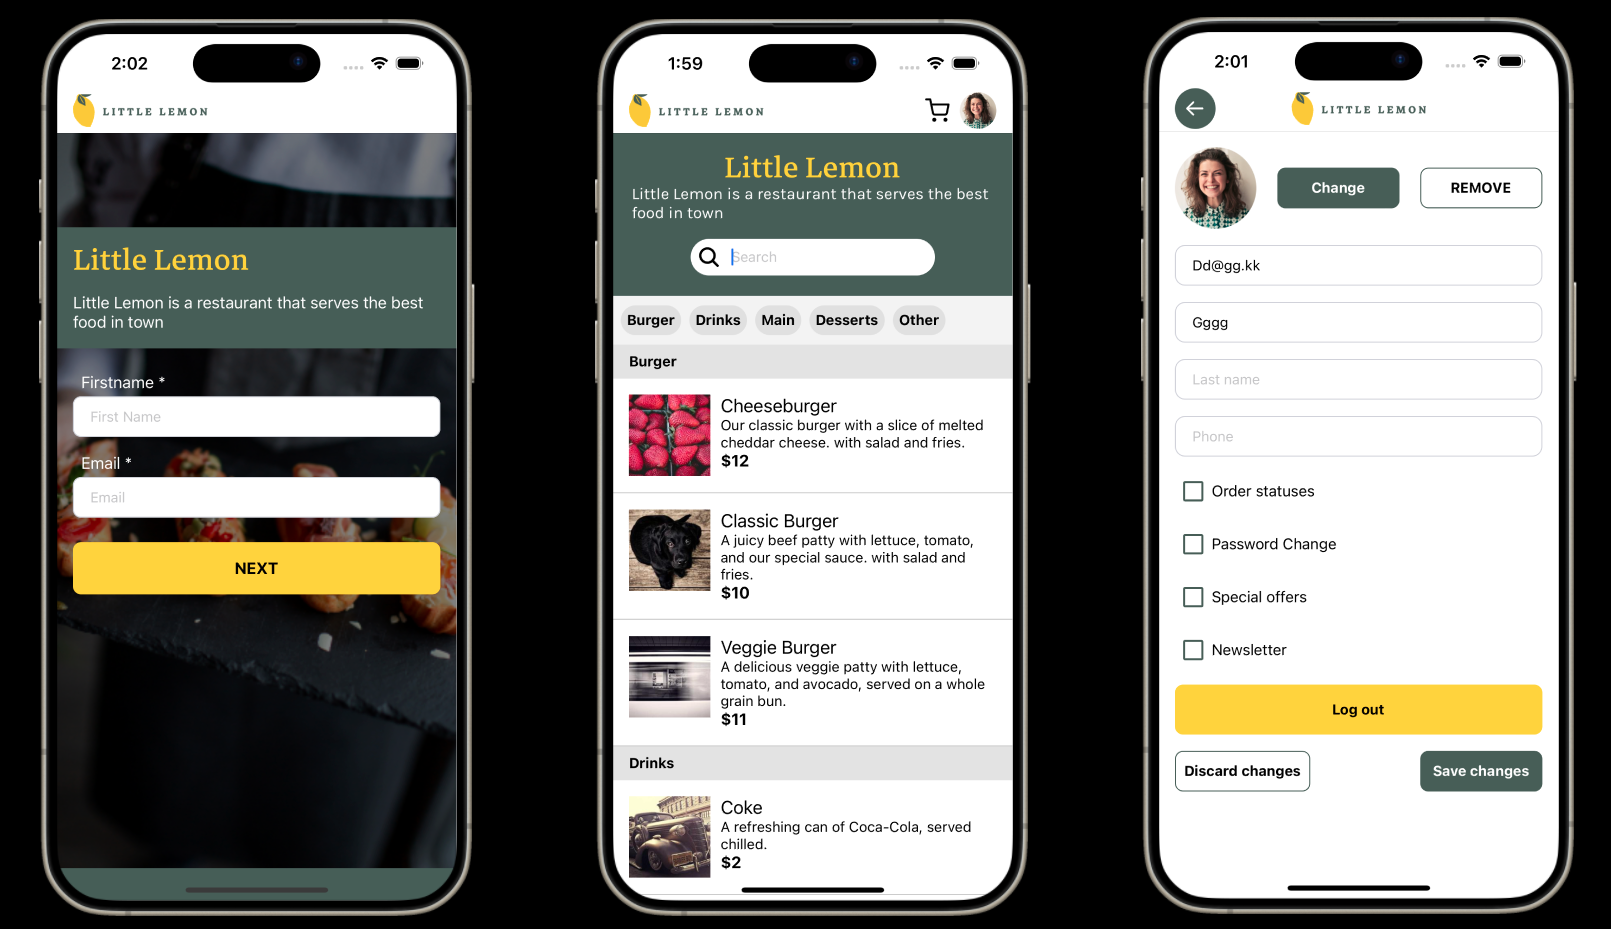 2:02
LITTLE LEMON
Little Lemon
Little Lemon is a restaurant that serves the best
food in town
Firstname *
First Name
Email *
Email
NEXT
1:59
LITTLE LEMON
Little Lemon
Little Lemon is a restaurant that serves the best
food in town
Search
Burger Drinks Main Desserts Other
Burger
Cheeseburger
Our classic burger with a slice of melted
cheddar cheese. with salad and fries.
$12
Classic Burger
A juicy beef patty with lettuce, tomato,
and our special sauce. with salad and
fries.
$10
Veggie Burger
A delicious veggie patty with lettuce,
tomato, and avocado, served on a whole
grain bun.
$11
Drinks
Coke
A refreshing can of Coca-Cola, served
chilled.
$2
2:01
LITTLE LEMON
Change REMOVE
Dd@gg.kk
Gggg
Last name
Phone
Order statuses
Password Change
Special offers
Newsletter
Log out
Discard changes Save changes